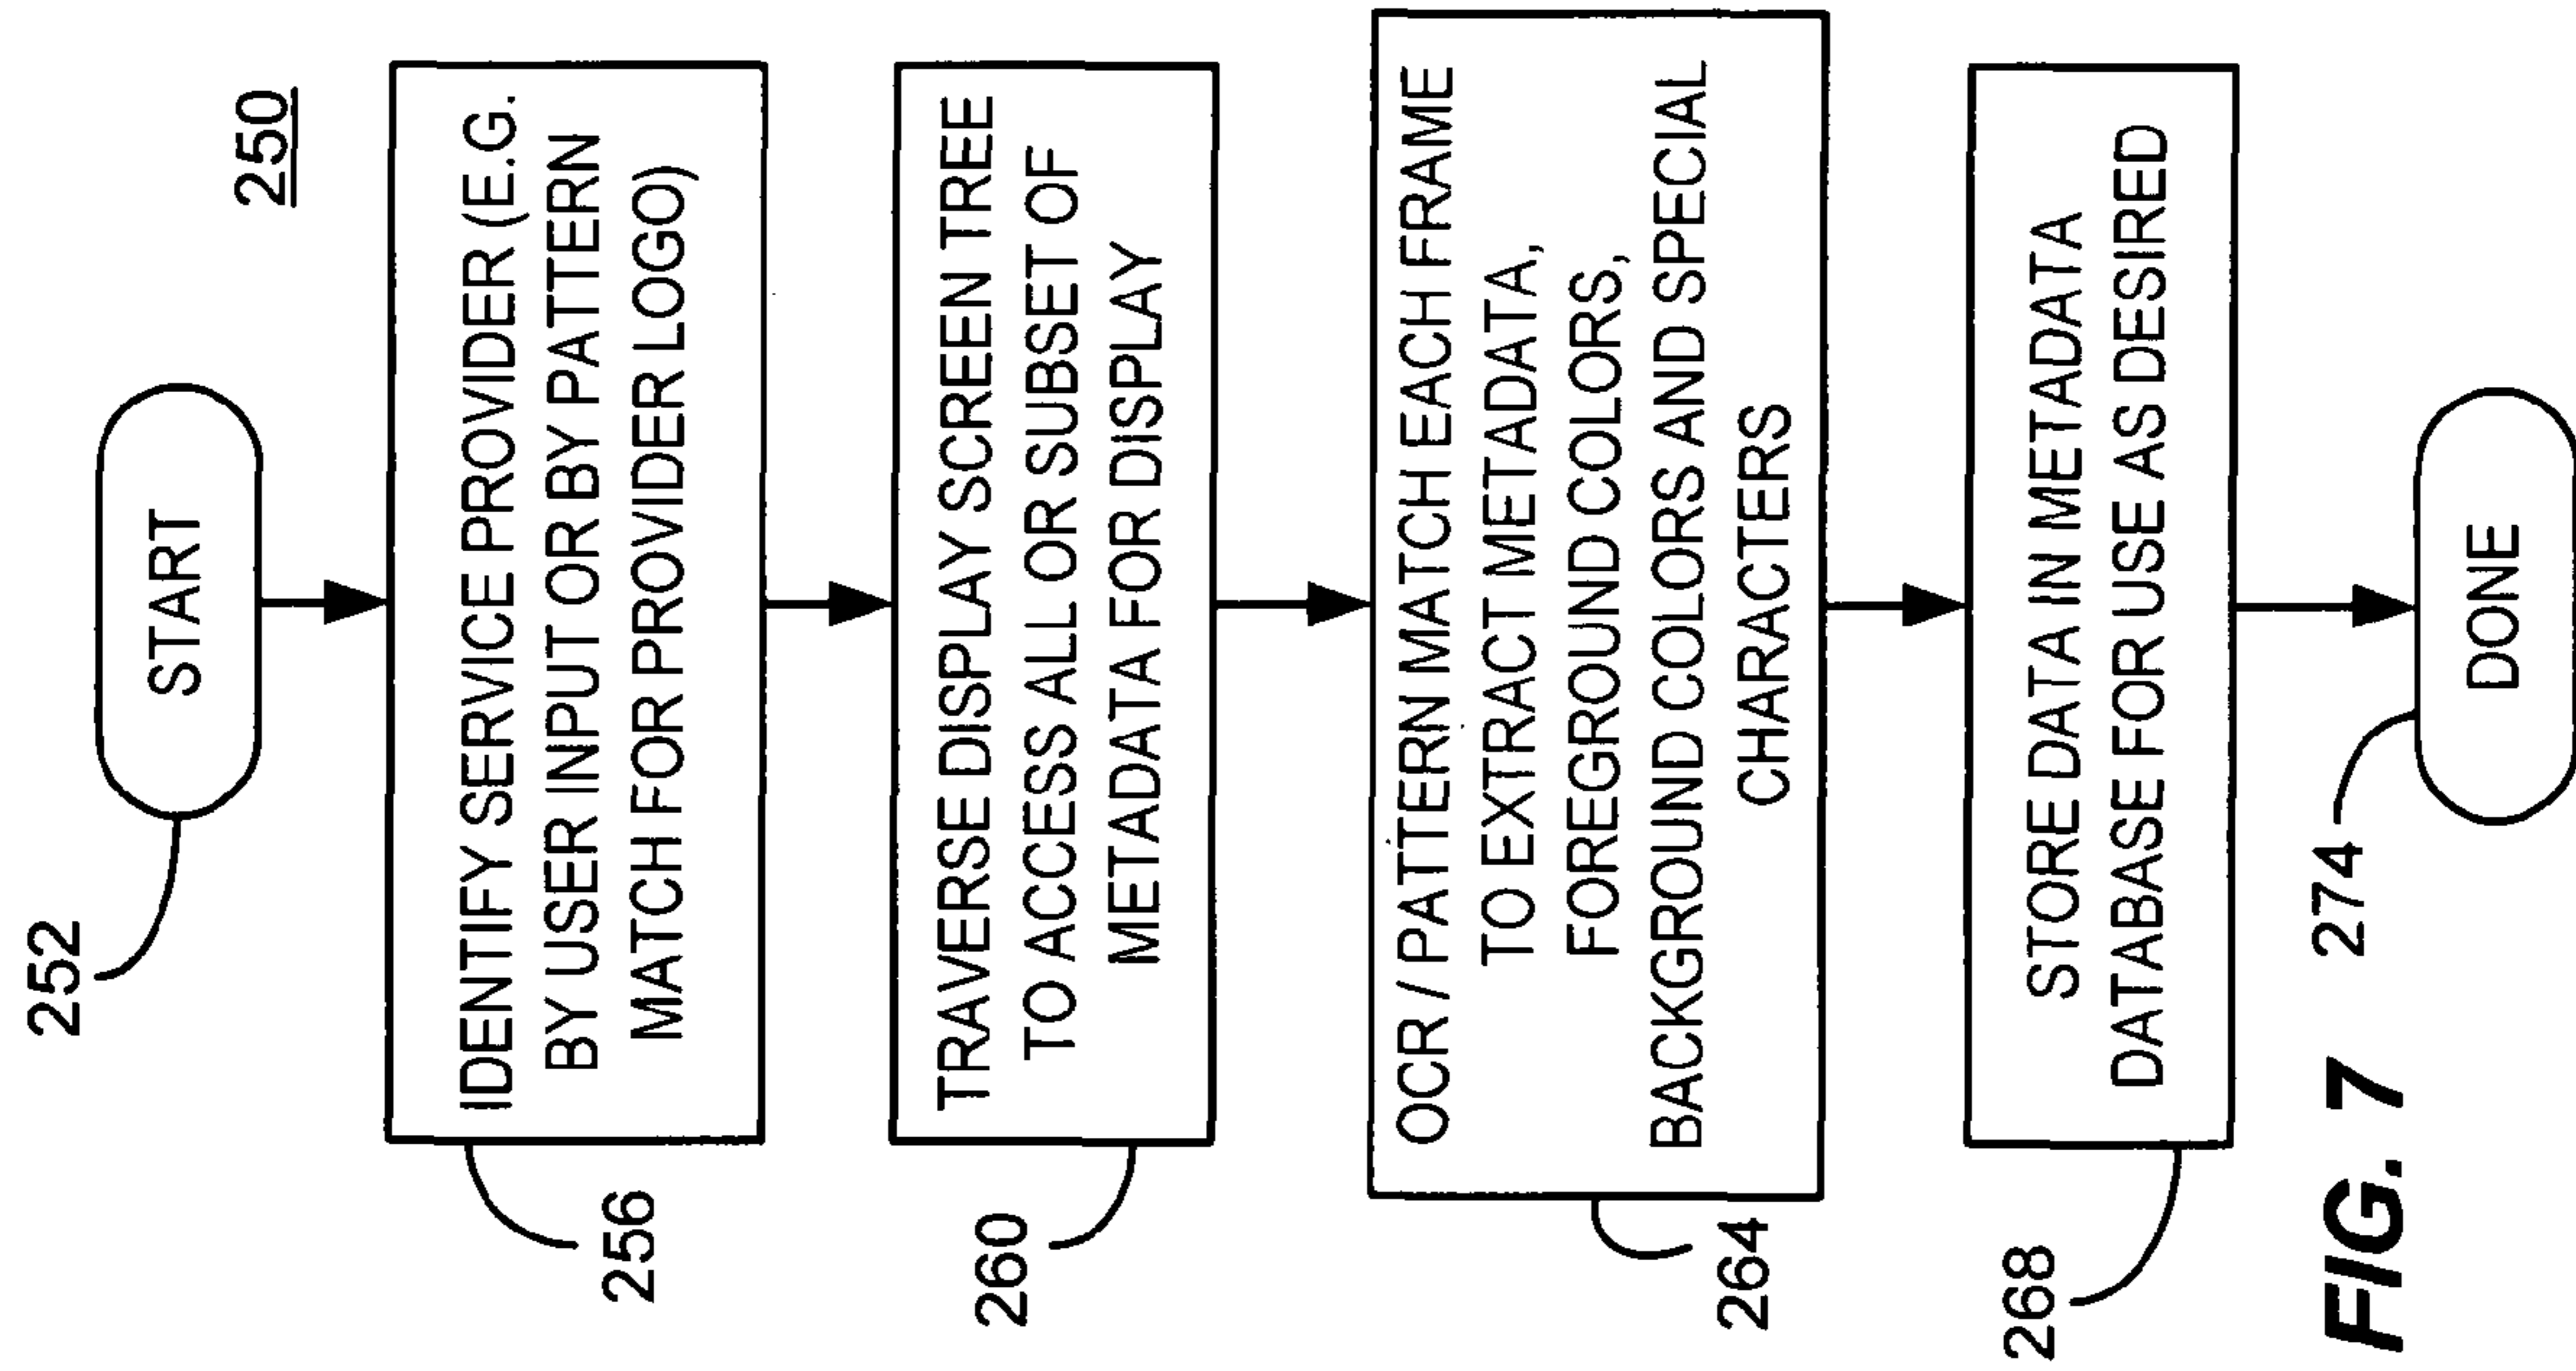 250
252
START
IDENTIFY SERVICE PROVIDER (E.G.
BY USER INPUT OR BY PATTERN
MATCH FOR PROVIDER LOGO)
256
TRAVERSE DISPLAY SCREEN TREE
TO ACCESS ALL OR SUBSET OF
METADATA FOR DISPLAY
260
OCR / PATTERN MATCH EACH FRAME
TO EXTRACT METADATA,
FOREGROUND COLORS,
BACKGROUND COLORS AND SPECIAL
CHARACTERS
264
STORE DATA IN METADATA
DATABASE FOR USE AS DESIRED
268
274
DONE
FIG. 7